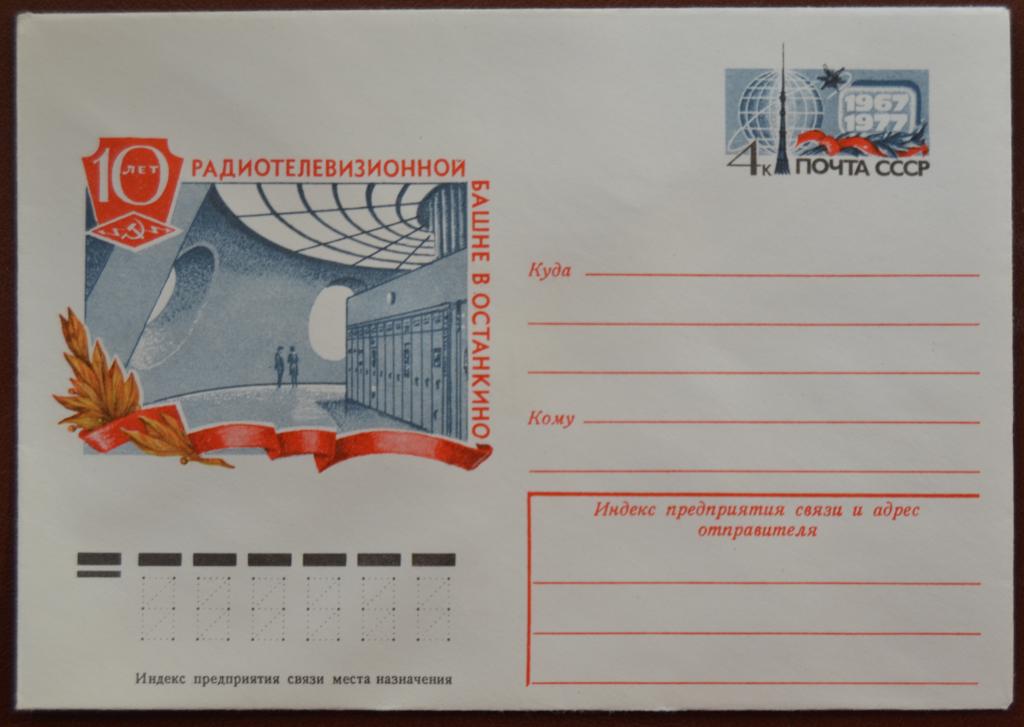 1967
1977
4к ПОЧТА СССР
10 ЛЕТ
РАДИОТЕЛЕВИЗИОННОЙ
БАШНЕ В ОСТАНКИНО
Куда
Кому
Индекс предприятия связи и адрес
отправителя
Индекс предприятия связи места назначения